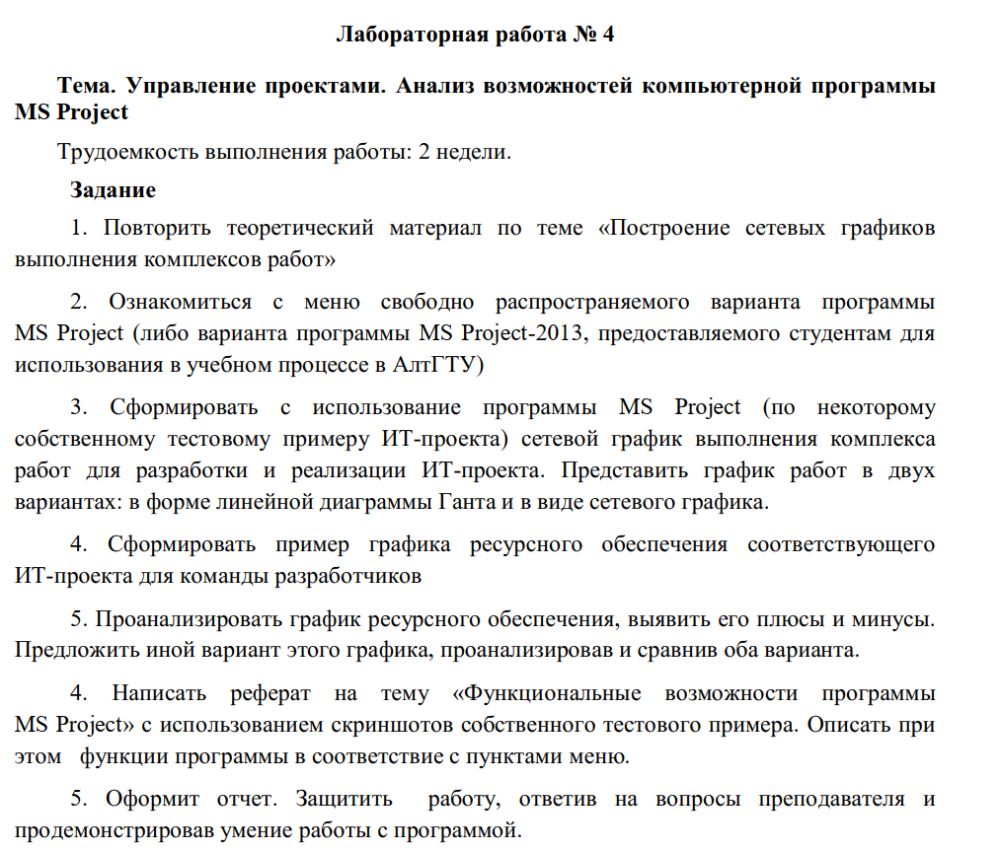 Лабораторная работа № 4
Тема. Управление проектами. Анализ возможностей компьютерной программы
MS Project
Трудоемкость выполнения работы: 2 недели.
Задание
1. Повторить теоретический материал по теме «Построение сетевых графиков
выполнения комплексов работ»
2. Ознакомиться с меню свободно распространяемого варианта программы
MS Project (либо варианта программы MS Project-2013, предоставляемого студентам для
использования в учебном процессе в АлтГТУ)
3. Сформировать с использование программы MS Project (по некоторому
собственному тестовому примеру ИТ-проекта) сетевой график выполнения комплекса
работ для разработки и реализации ИТ-проекта. Представить график работ в двух
вариантах: в форме линейной диаграммы Ганта и в виде сетевого графика.
4. Сформировать пример графика ресурсного обеспечения соответствующего
ИТ-проекта для команды разработчиков
5. Проанализировать график ресурсного обеспечения, выявить его плюсы и минусы.
Предложить иной вариант этого графика, проанализировав и сравнив оба варианта.
4. Написать реферат на тему «Функциональные возможности программы
MS Project» с использованием скриншотов собственного тестового примера. Описать при
этом функции программы в соответствие с пунктами меню.
5. Оформит отчет. Защитить работу, ответив на вопросы преподавателя и
продемонстрировав умение работы с программой.